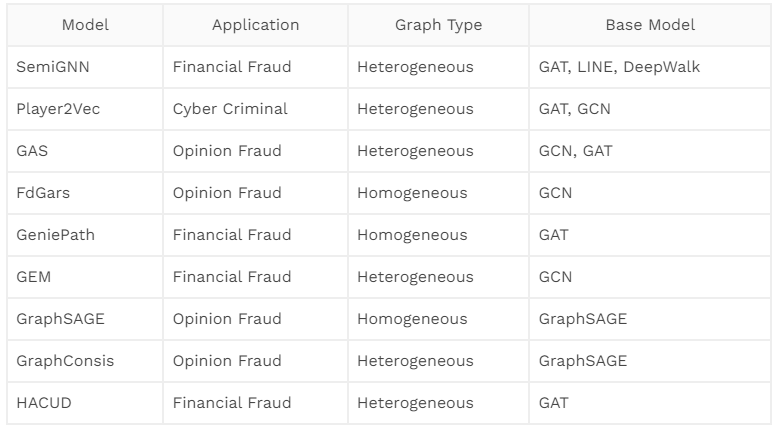 Model Application Graph Type Base Model
SemiGNN Financial Fraud Heterogeneous GAT, LINE, DeepWalk
Player2Vec Cyber Criminal Heterogeneous GAT, GCN
GAS Opinion Fraud Heterogeneous GCN, GAT
FdGars Opinion Fraud Homogeneous GCN
GeniePath Financial Fraud Homogeneous GAT
GEM Financial Fraud Heterogeneous GCN
GraphSAGE Opinion Fraud Homogeneous GraphSAGE
GraphConsis Opinion Fraud Heterogeneous GraphSAGE
HACUD Financial Fraud Heterogeneous GAT